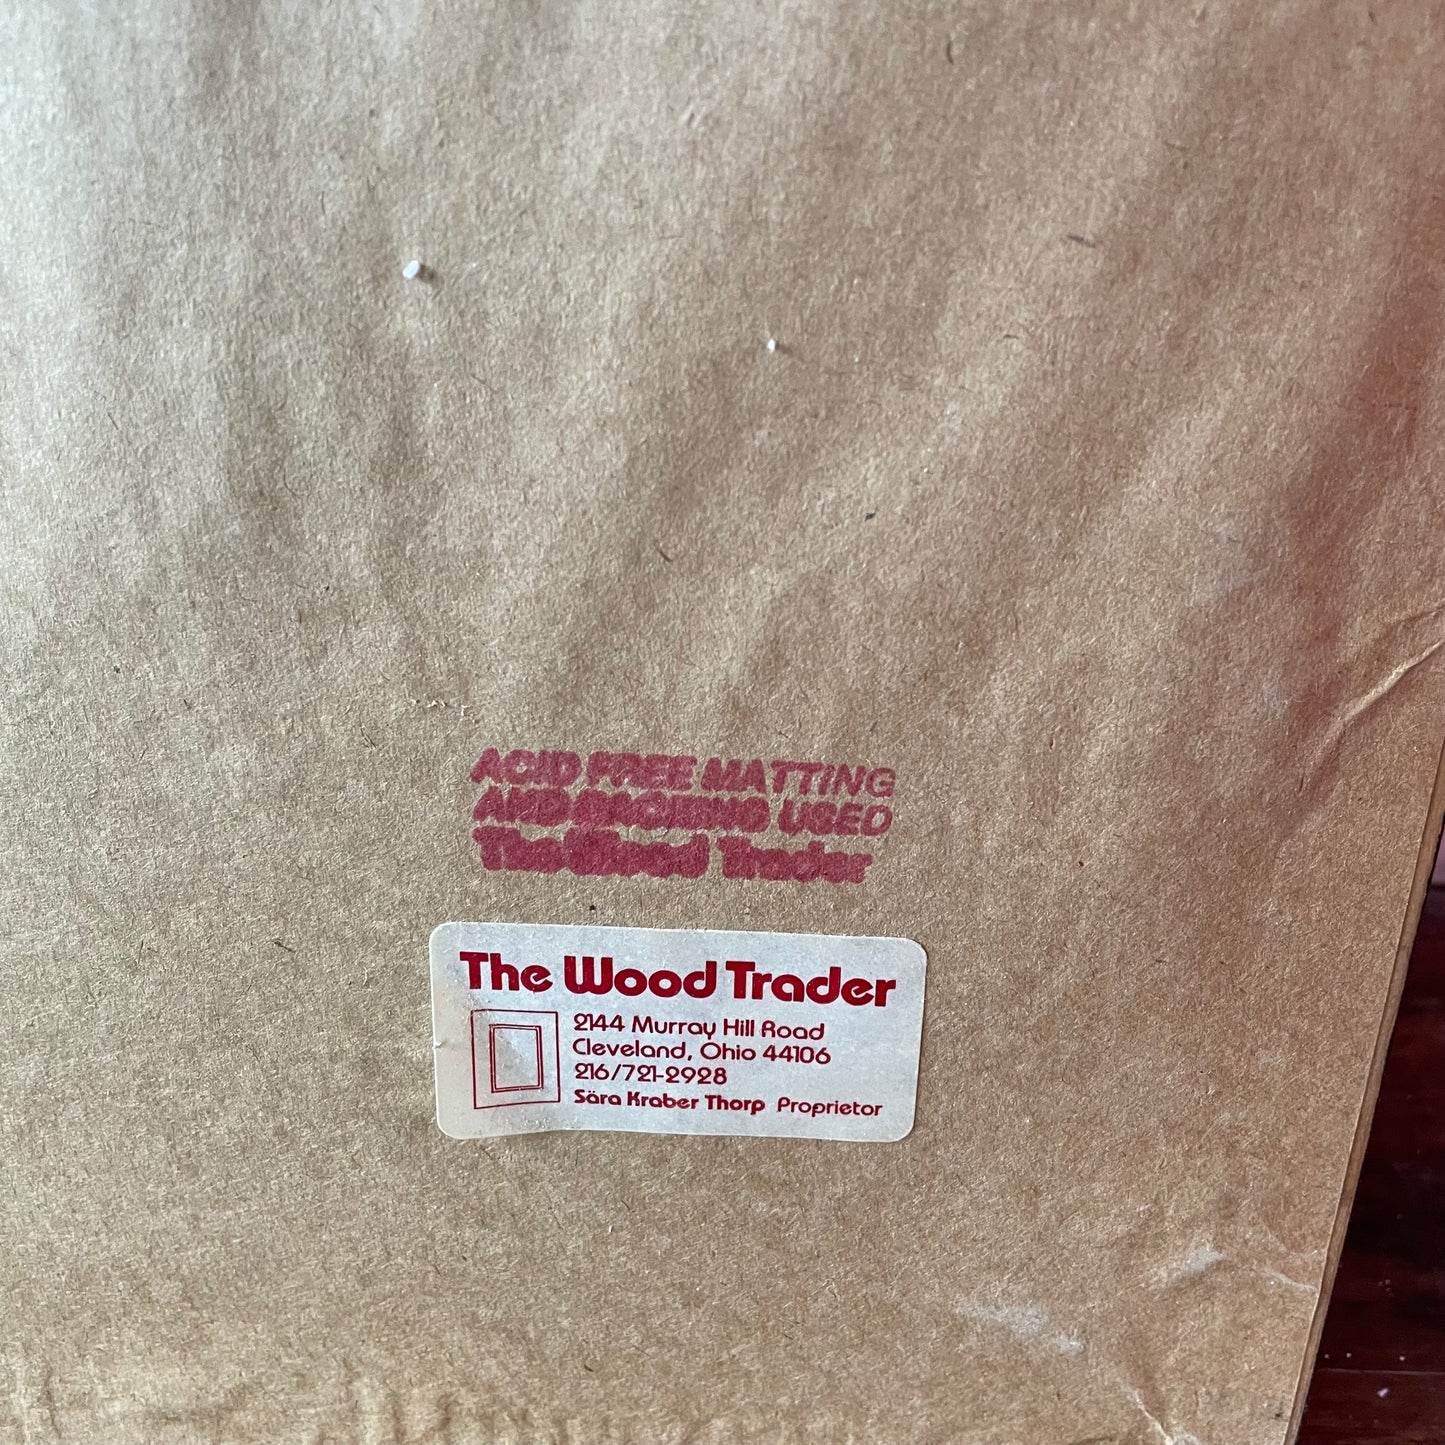 ACID FREE MATTING
AND BACKING USED
The Wood Trader
The Wood Trader
2144 Murray Hill Road
Cleveland, Ohio 44106
216/721-2928
Sära Kraber Thorp Proprietor